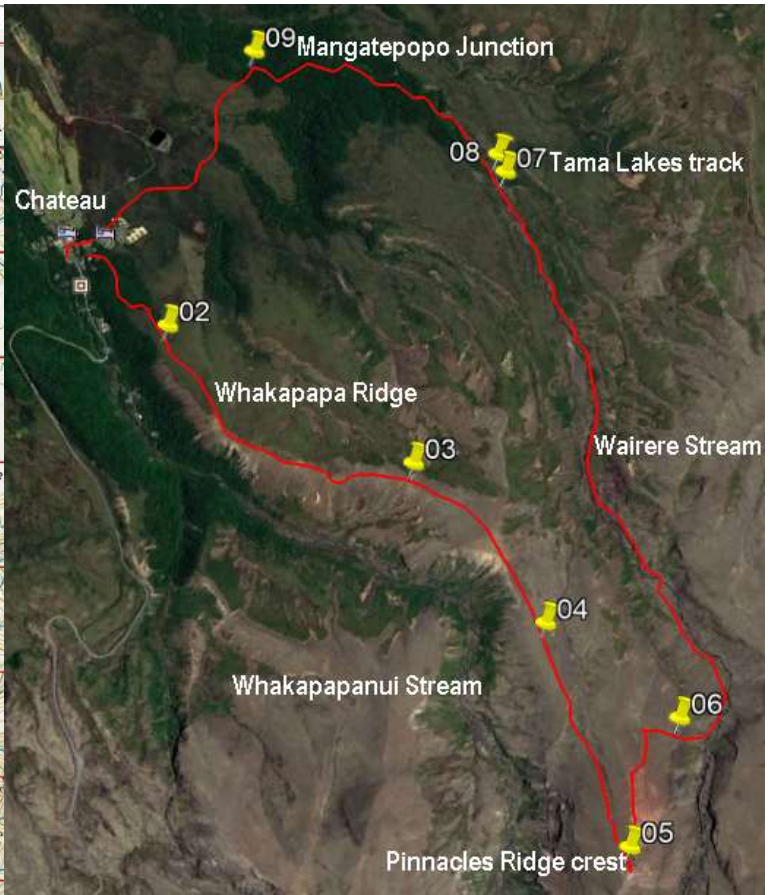 09 Mangatepopo Junction
08
07 Tama Lakes track
Chateau
02
Whakapapa Ridge
03
Wairere Stream
04
Whakapapanui Stream
06
05
Pinnacles Ridge crest